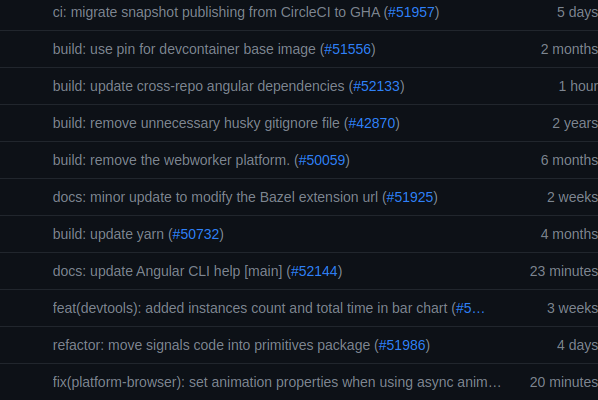 ci: migrate snapshot publishing from CircleCI to GHA (#51957) 5 days
build: use pin for devcontainer base image (#51556) 2 months
build: update cross-repo angular dependencies (#52133) 1 hour
build: remove unnecessary husky gitignore file (#42870) 2 years
build: remove the webworker platform. (#50059) 6 months
docs: minor update to modify the Bazel extension url (#51925) 2 weeks
build: update yarn (#50732) 4 months
docs: update Angular CLI help [main] (#52144) 23 minutes
feat(devtools): added instances count and total time in bar chart (#5… 3 weeks
refactor: move signals code into primitives package (#51986) 4 days
fix(platform-browser): set animation properties when using async anim… 20 minutes